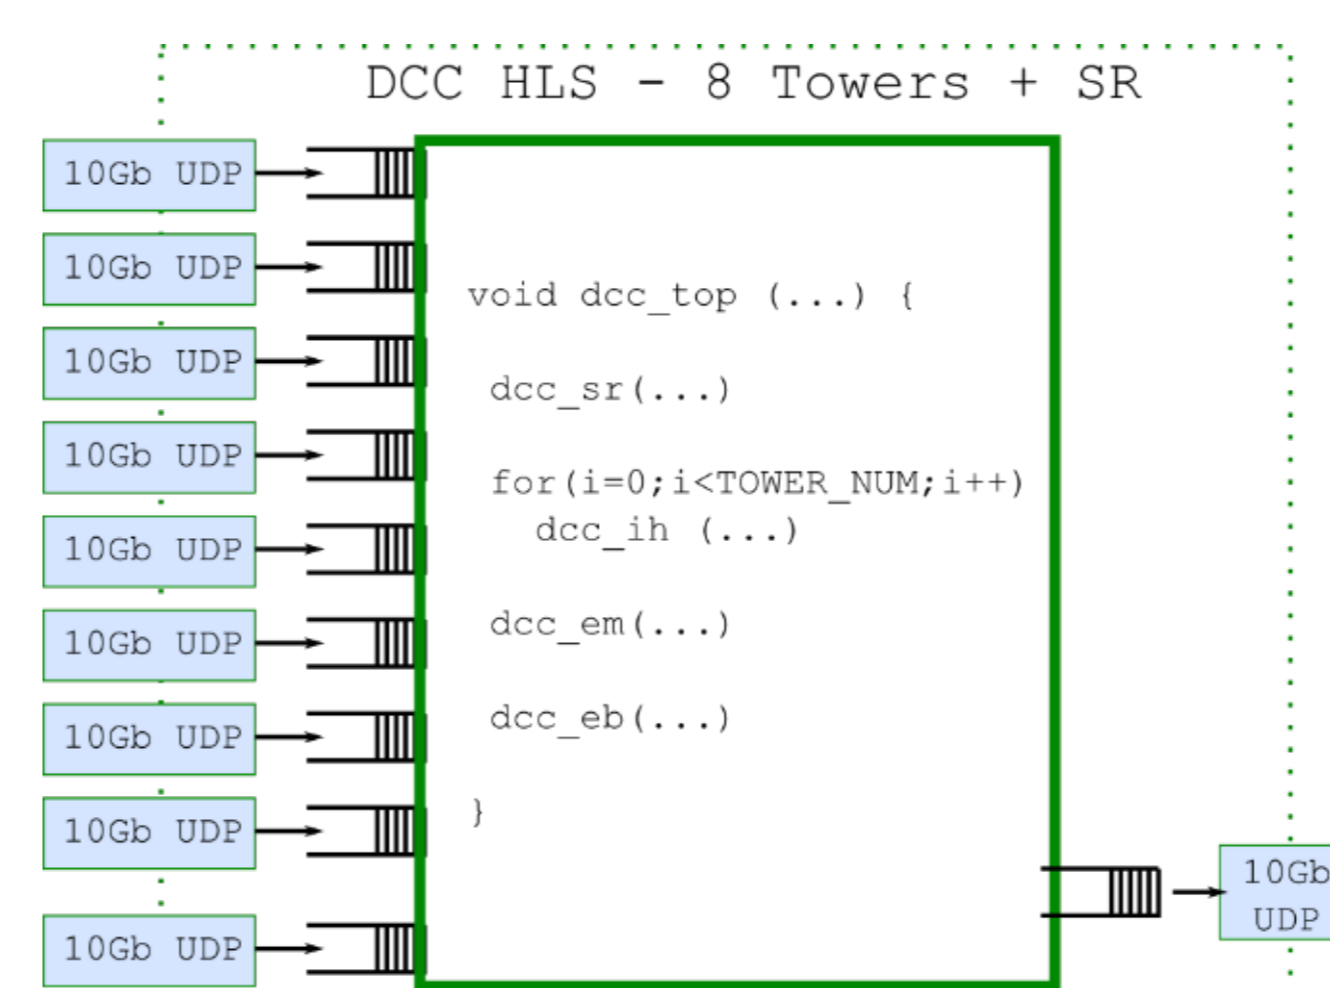 DCC HLS - 8 Towers + SR
10Gb UDP
10Gb UDP
10Gb UDP
10Gb UDP
10Gb UDP
10Gb UDP
10Gb UDP
10Gb UDP
10Gb UDP
void dcc_top (...) {
dcc_sr(...)
for(i=0;i<TOWER_NUM;i++)
dcc_ih (...)
dcc_em(...)
dcc_eb(...)
}
10Gb
UDP